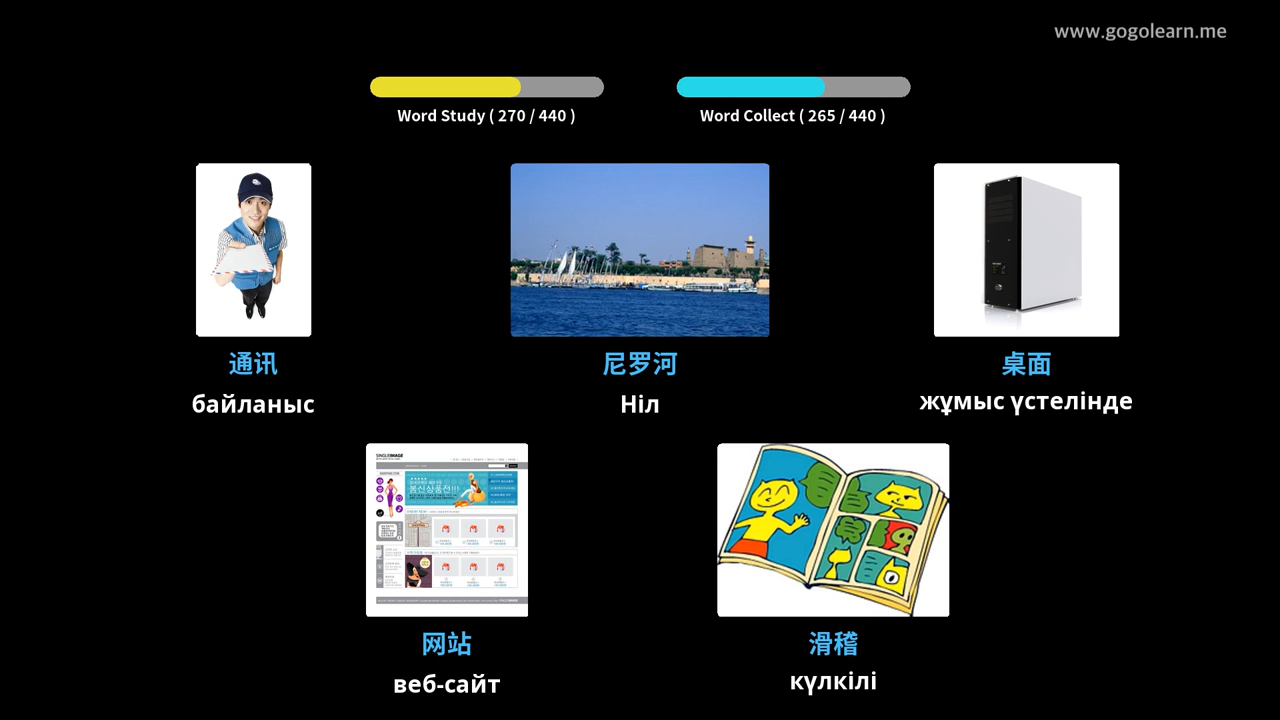 www.gogolearn.me
Word Study ( 270 / 440 )
Word Collect ( 265 / 440 )
通讯
байланыс
尼罗河
Ніл
桌面
жұмыс үстелінде
SINGLEIMAGE
网站
веб-сайт
滑稽
күлкілі